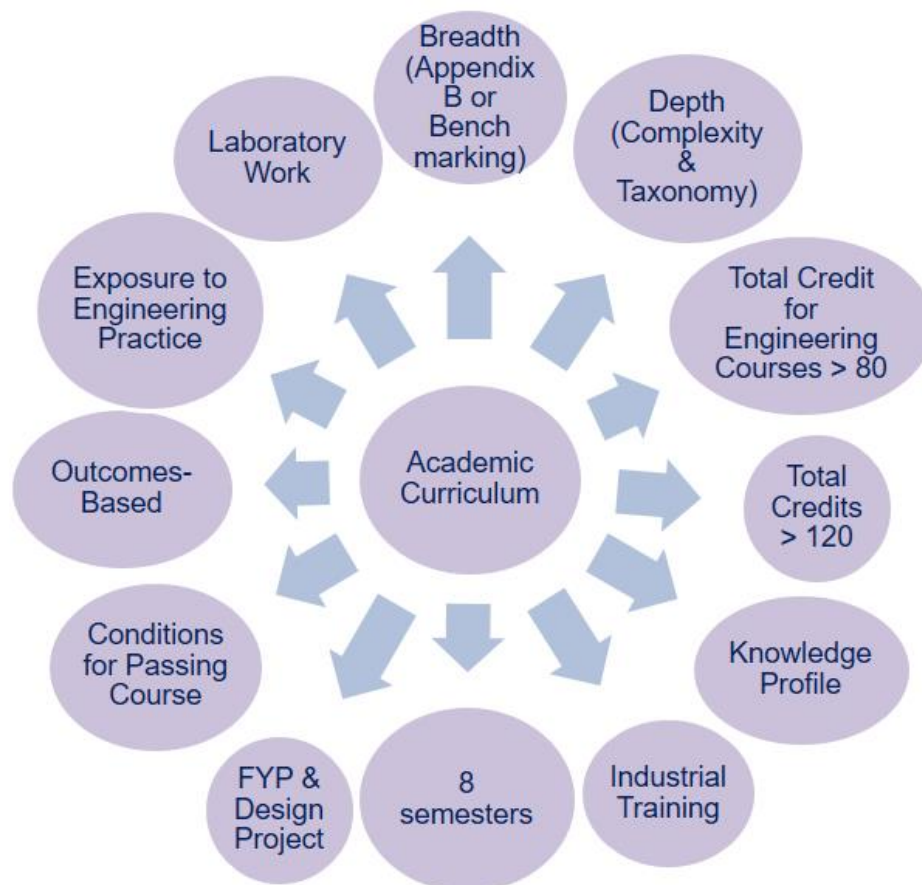 Breadth
(Appendix
B or
Bench
marking)
Depth
(Complexity
&
Taxonomy)
Total Credit
for
Engineering
Courses > 80
Total
Credits
> 120
Knowledge
Profile
Industrial
Training
8
semesters
FYP &
Design
Project
Conditions
for Passing
Course
Outcomes-
Based
Exposure to
Engineering
Practice
Laboratory
Work
Academic
Curriculum